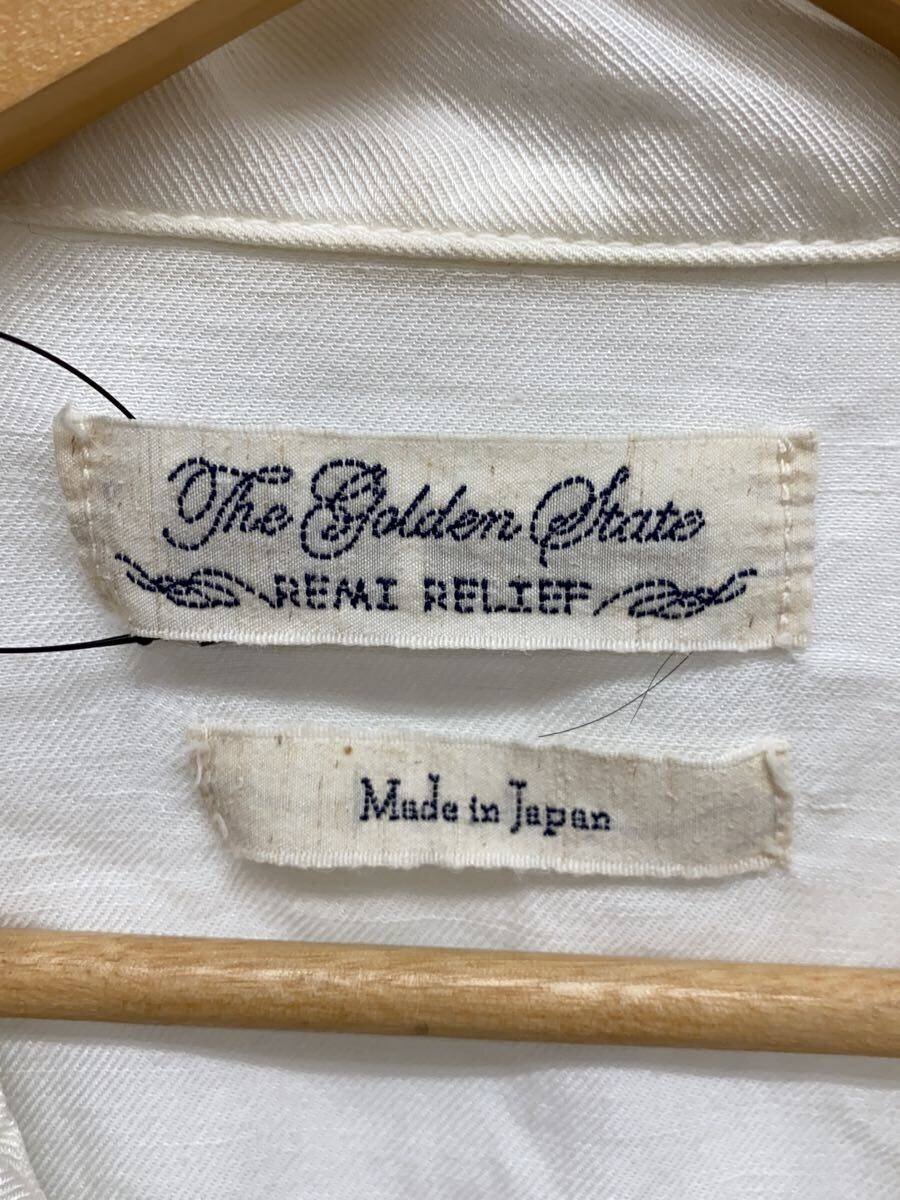 The Golden State
REMI RELIEF
Made in Japan